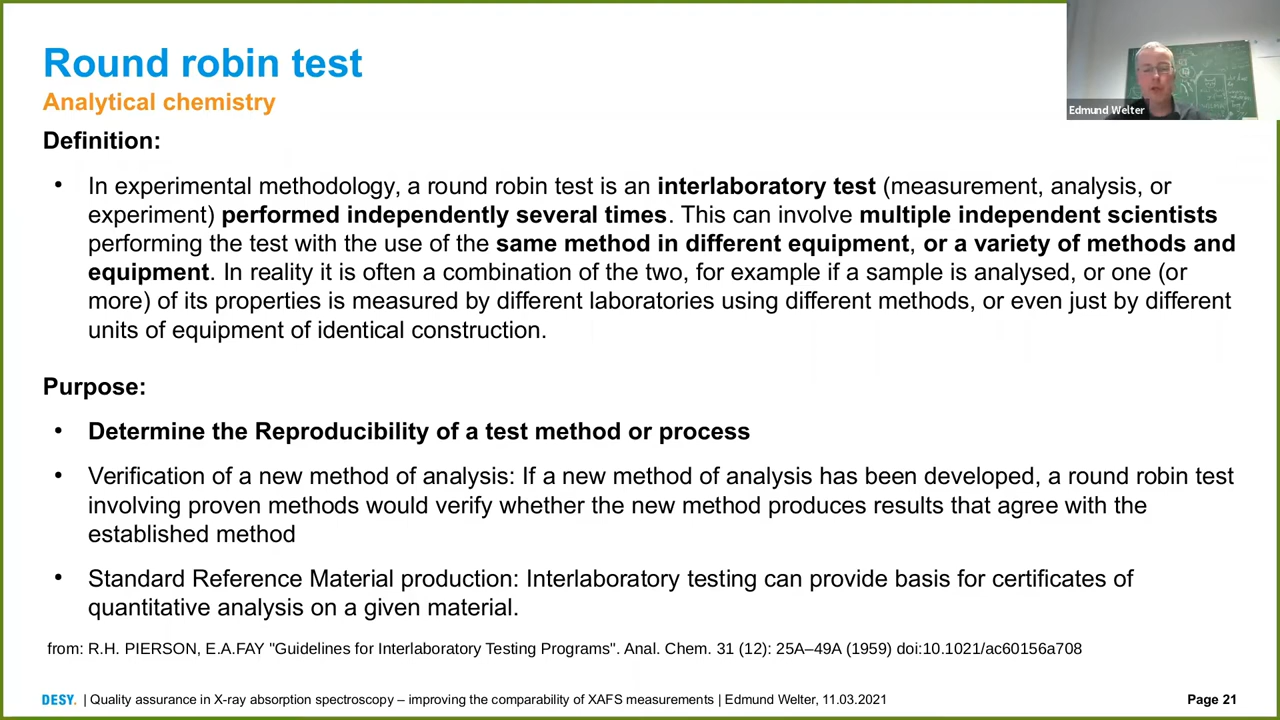 Round robin test
Analytical chemistry
Edmund Welter
Definition:
• In experimental methodology, a round robin test is an interlaboratory test (measurement, analysis, or
experiment) performed independently several times. This can involve multiple independent scientists
performing the test with the use of the same method in different equipment, or a variety of methods and
equipment. In reality it is often a combination of the two, for example if a sample is analysed, or one (or
more) of its properties is measured by different laboratories using different methods, or even just by different
units of equipment of identical construction.
Purpose:
• Determine the Reproducibility of a test method or process
• Verification of a new method of analysis: If a new method of analysis has been developed, a round robin test
involving proven methods would verify whether the new method produces results that agree with the
established method
• Standard Reference Material production: Interlaboratory testing can provide basis for certificates of
quantitative analysis on a given material.
from: R.H. PIERSON, E.A.FAY "Guidelines for Interlaboratory Testing Programs". Anal. Chem. 31 (12): 25A–49A (1959) doi:10.1021/ac60156a708
DESY. | Quality assurance in X-ray absorption spectroscopy – improving the comparability of XAFS measurements | Edmund Welter, 11.03.2021
Page 21